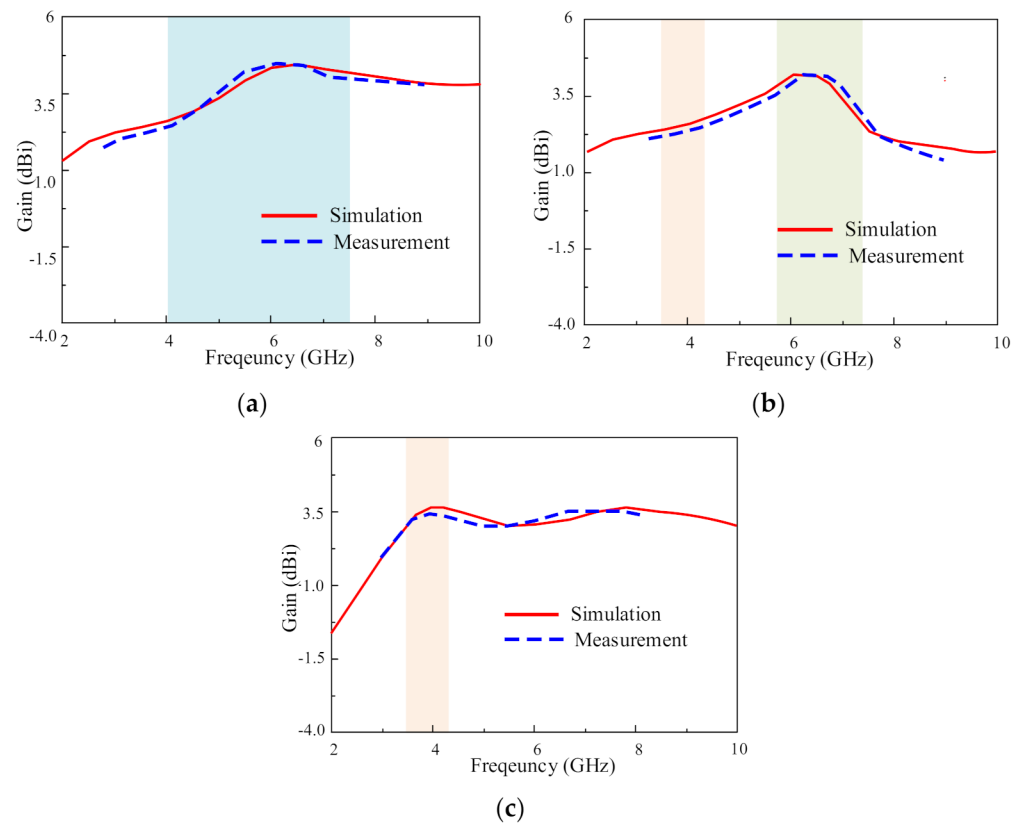 6
3.5
1.0
-1.5
-4.0
Gain (dBi)
Simulation
Measurement
2 4 6 8 10
Freqeuncy (GHz)
(a)
6
3.5
1.0
-1.5
-4.0
Gain (dBi)
Simulation
Measurement
2 4 6 8 10
Freqeuncy (GHz)
(b)
6
3.5
1.0
-1.5
-4.0
Gain (dBi)
Simulation
Measurement
2 4 6 8 10
Freqeuncy (GHz)
(c)